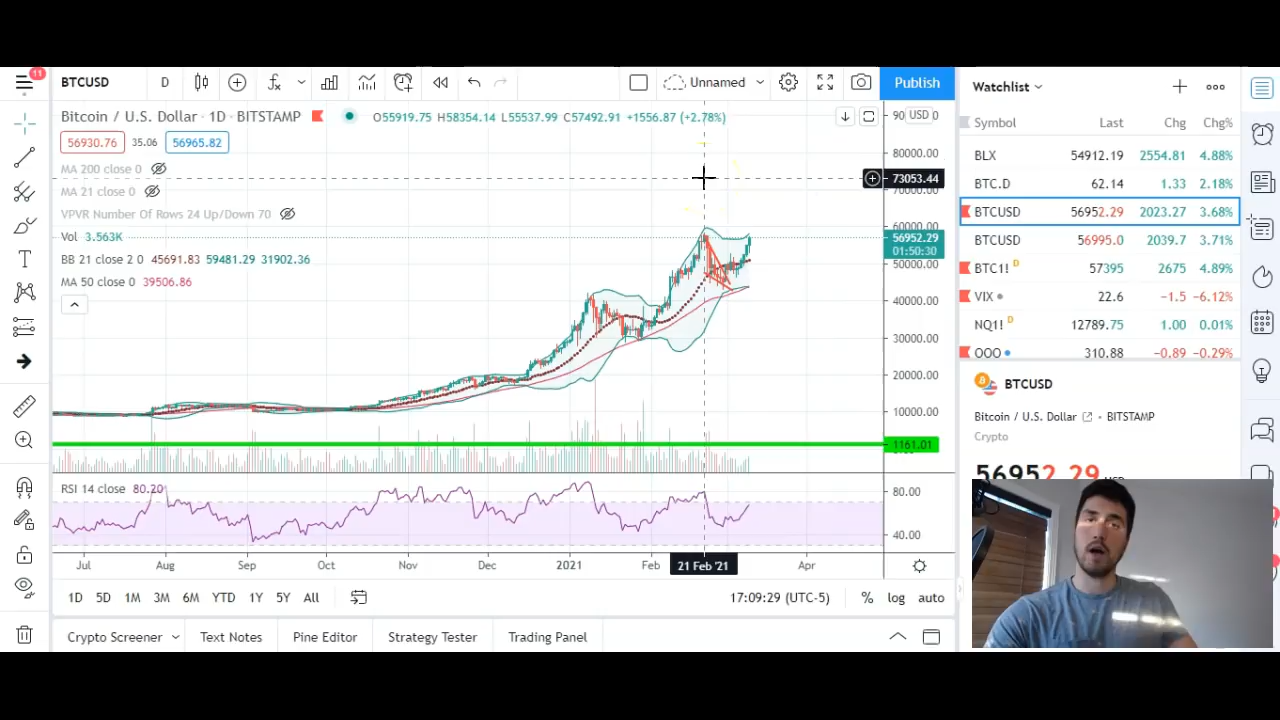 11
BTCUSD
D
Unnamed
Publish
Watchlist
Bitcoin / U.S. Dollar · 1D · BITSTAMP
O55919.75 H58354.14 L55537.99 C57492.91 +1556.87 (+2.78%)
USD
90
56930.76 35.06 56965.82
MA 200 close 0
MA 21 close 0
VPVR Number Of Rows 24 Up/Down 70
Vol 3.563K
BB 21 close 2 0 45691.83 59481.29 31902.36
MA 50 close 0 39506.86
80000.00
73053.44
70000.00
60000.00
56952.29
01:50:30
50000.00
40000.00
30000.00
20000.00
10000.00
1161.01
RSI 14 close 80.20
80.00
40.00
Jul Aug Sep Oct Nov Dec 2021 Feb 21 Feb '21 Apr
1D 5D 1M 3M 6M YTD 1Y 5Y All
17:09:29 (UTC-5) % log auto
Crypto Screener Text Notes Pine Editor Strategy Tester Trading Panel
Symbol Last Chg Chg%
BLX 54912.19 2554.81 4.88%
BTC.D 62.14 1.33 2.18%
BTCUSD 56952.29 2023.27 3.68%
BTCUSD 56995.0 2039.7 3.71%
BTC1! D 57395 2675 4.89%
VIX 22.6 −1.5 −6.12%
NQ1! D 12789.75 1.00 0.01%
OOO 310.88 −0.89 −0.29%
BTCUSD
Bitcoin / U.S. Dollar · BITSTAMP
Crypto
56952.29